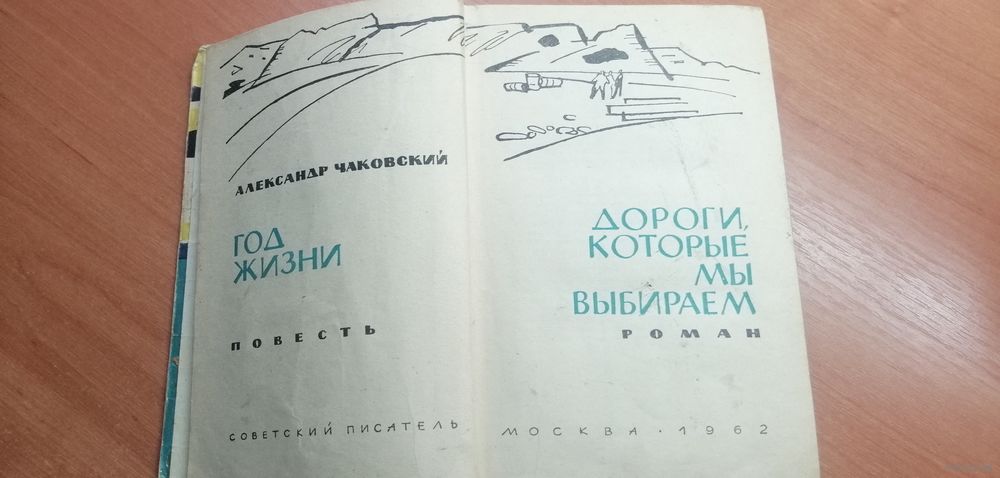 АЛЕКСАНДР ЧАКОВСКИЙ
ГОД
ЖИЗНИ
ПОВЕСТЬ
СОВЕТСКИЙ ПИСАТЕЛЬ
ДОРОГИ,
КОТОРЫЕ
МЫ
ВЫБИРАЕМ
РОМАН
МОСКВА · 1962